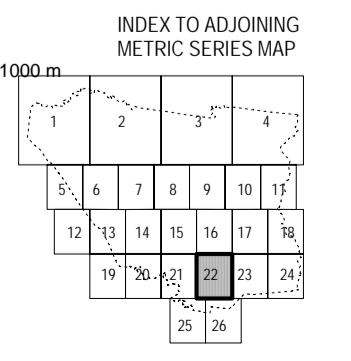 INDEX TO ADJOINING
METRIC SERIES MAP
1000 m
1 2 3 4
5 6 7 8 9 10 11
12 13 14 15 16 17 18
19 20 21 22 23 24
25 26